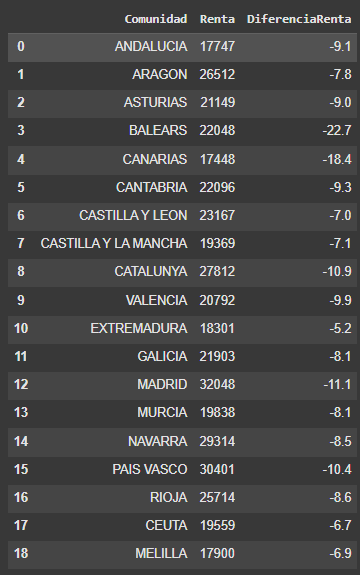 Comunidad Renta DiferenciaRenta
0 ANDALUCIA 17747 -9.1
1 ARAGON 26512 -7.8
2 ASTURIAS 21149 -9.0
3 BALEARS 22048 -22.7
4 CANARIAS 17448 -18.4
5 CANTABRIA 22096 -9.3
6 CASTILLA Y LEON 23167 -7.0
7 CASTILLA Y LA MANCHA 19369 -7.1
8 CATALUNYA 27812 -10.9
9 VALENCIA 20792 -9.9
10 EXTREMADURA 18301 -5.2
11 GALICIA 21903 -8.1
12 MADRID 32048 -11.1
13 MURCIA 19838 -8.1
14 NAVARRA 29314 -8.5
15 PAIS VASCO 30401 -10.4
16 RIOJA 25714 -8.6
17 CEUTA 19559 -6.7
18 MELILLA 17900 -6.9